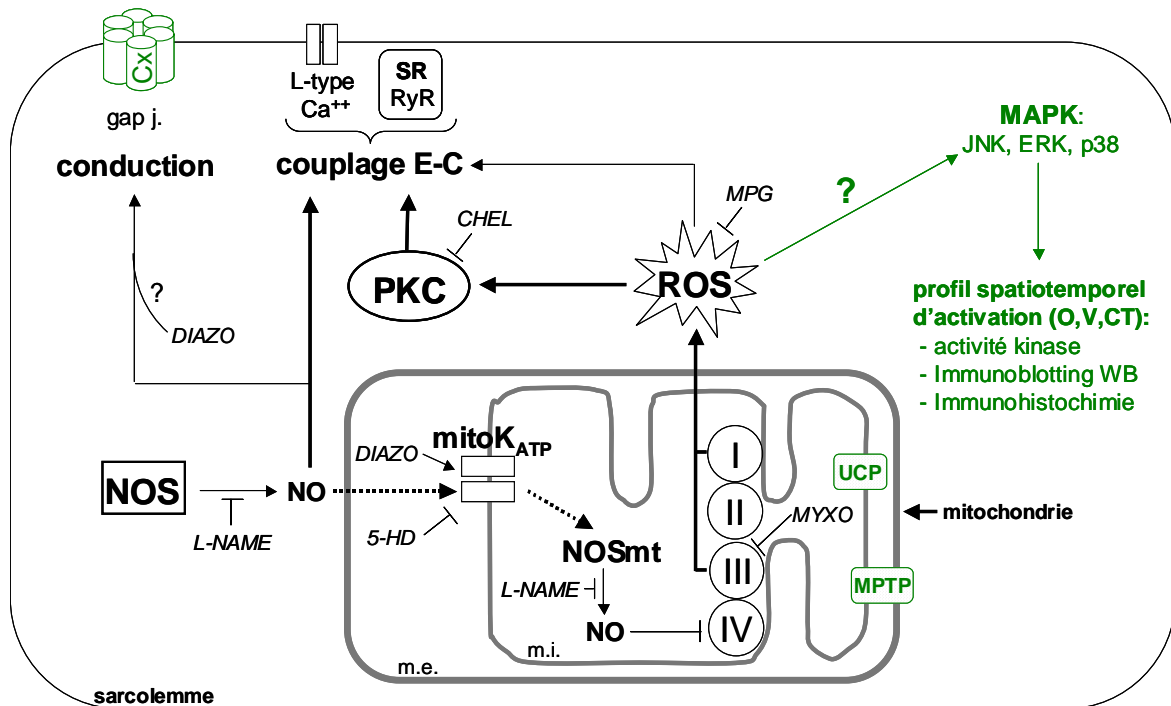 Cx
gap j.
conduction
L-type
Ca++
SR
RyR
couplage E-C
MAPK:
JNK, ERK, p38
?
MPG
CHEL
PKC
ROS
?
DIAZO
profil spatiotemporel
d'activation (O,V,CT):
- activité kinase
- Immunoblotting WB
- Immunohistochimie
mitoKATP
DIAZO
I
UCP
NOS
NO
II
MYXO
mitochondrie
L-NAME
5-HD
NOSmt
III
L-NAME
MPTP
NO
IV
m.i.
m.e.
sarcolemme